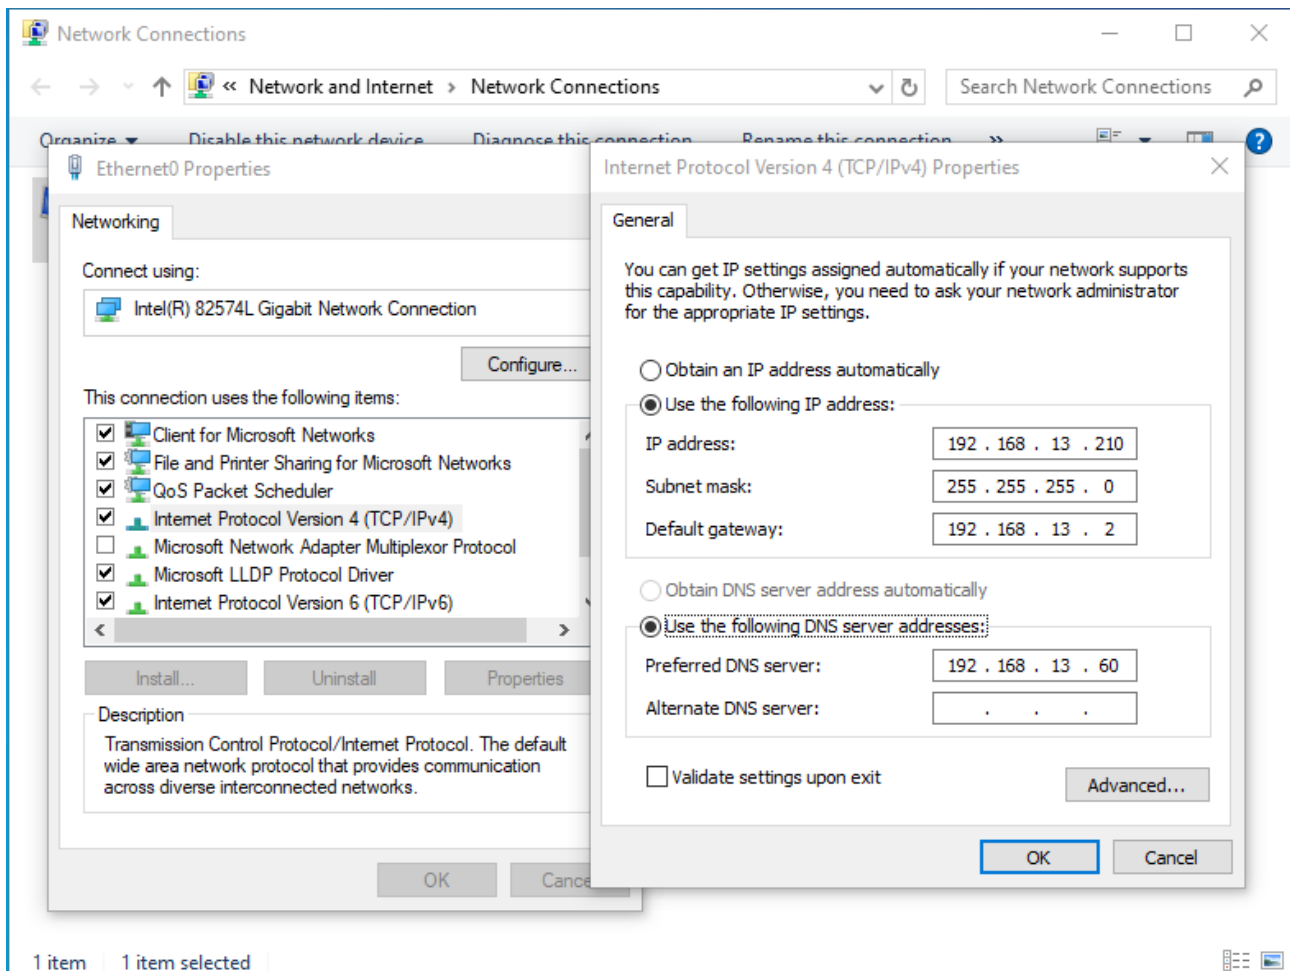 Network Connections
« Network and Internet › Network Connections
Search Network Connections
Organize Disable this network device Diagnose this connection Rename this connection »
Ethernet0 Properties
Networking
Connect using:
Intel(R) 82574L Gigabit Network Connection
Configure...
This connection uses the following items:
Client for Microsoft Networks
File and Printer Sharing for Microsoft Networks
QoS Packet Scheduler
Internet Protocol Version 4 (TCP/IPv4)
Microsoft Network Adapter Multiplexor Protocol
Microsoft LLDP Protocol Driver
Internet Protocol Version 6 (TCP/IPv6)
Install...
Uninstall
Properties
Description
Transmission Control Protocol/Internet Protocol. The default
wide area network protocol that provides communication
across diverse interconnected networks.
OK
Cance
Internet Protocol Version 4 (TCP/IPv4) Properties
General
You can get IP settings assigned automatically if your network supports
this capability. Otherwise, you need to ask your network administrator
for the appropriate IP settings.
Obtain an IP address automatically
Use the following IP address:
IP address: 192 . 168 . 13 . 210
Subnet mask: 255 . 255 . 255 . 0
Default gateway: 192 . 168 . 13 . 2
Obtain DNS server address automatically
Use the following DNS server addresses:
Preferred DNS server: 192 . 168 . 13 . 60
Alternate DNS server: . . .
Validate settings upon exit
Advanced...
OK
Cancel
1 item 1 item selected